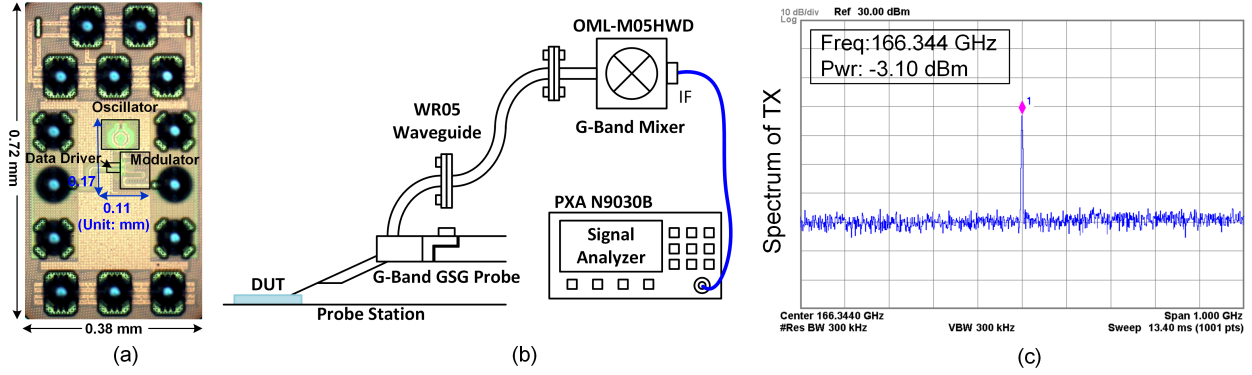 0.72 mm
Oscillator
Data Driver
Modulator
0.17
0.11
(Unit: mm)
0.38 mm
(a)
OML-M05HWD
IF
G-Band Mixer
WR05
Waveguide
PXA N9030B
Signal
Analyzer
G-Band GSG Probe
DUT
Probe Station
(b)
10 dB/div
Log
Ref 30.00 dBm
Freq:166.344 GHz
Pwr: -3.10 dBm
1
Spectrum of TX
Center 166.3440 GHz
Span 1.000 GHz
#Res BW 300 kHz
VBW 300 kHz
Sweep 13.40 ms (1001 pts)
(c)